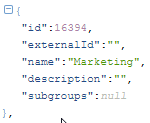 {
"id":16394,
"externalId":"",
"name":"Marketing",
"description":"",
"subgroups":null
},